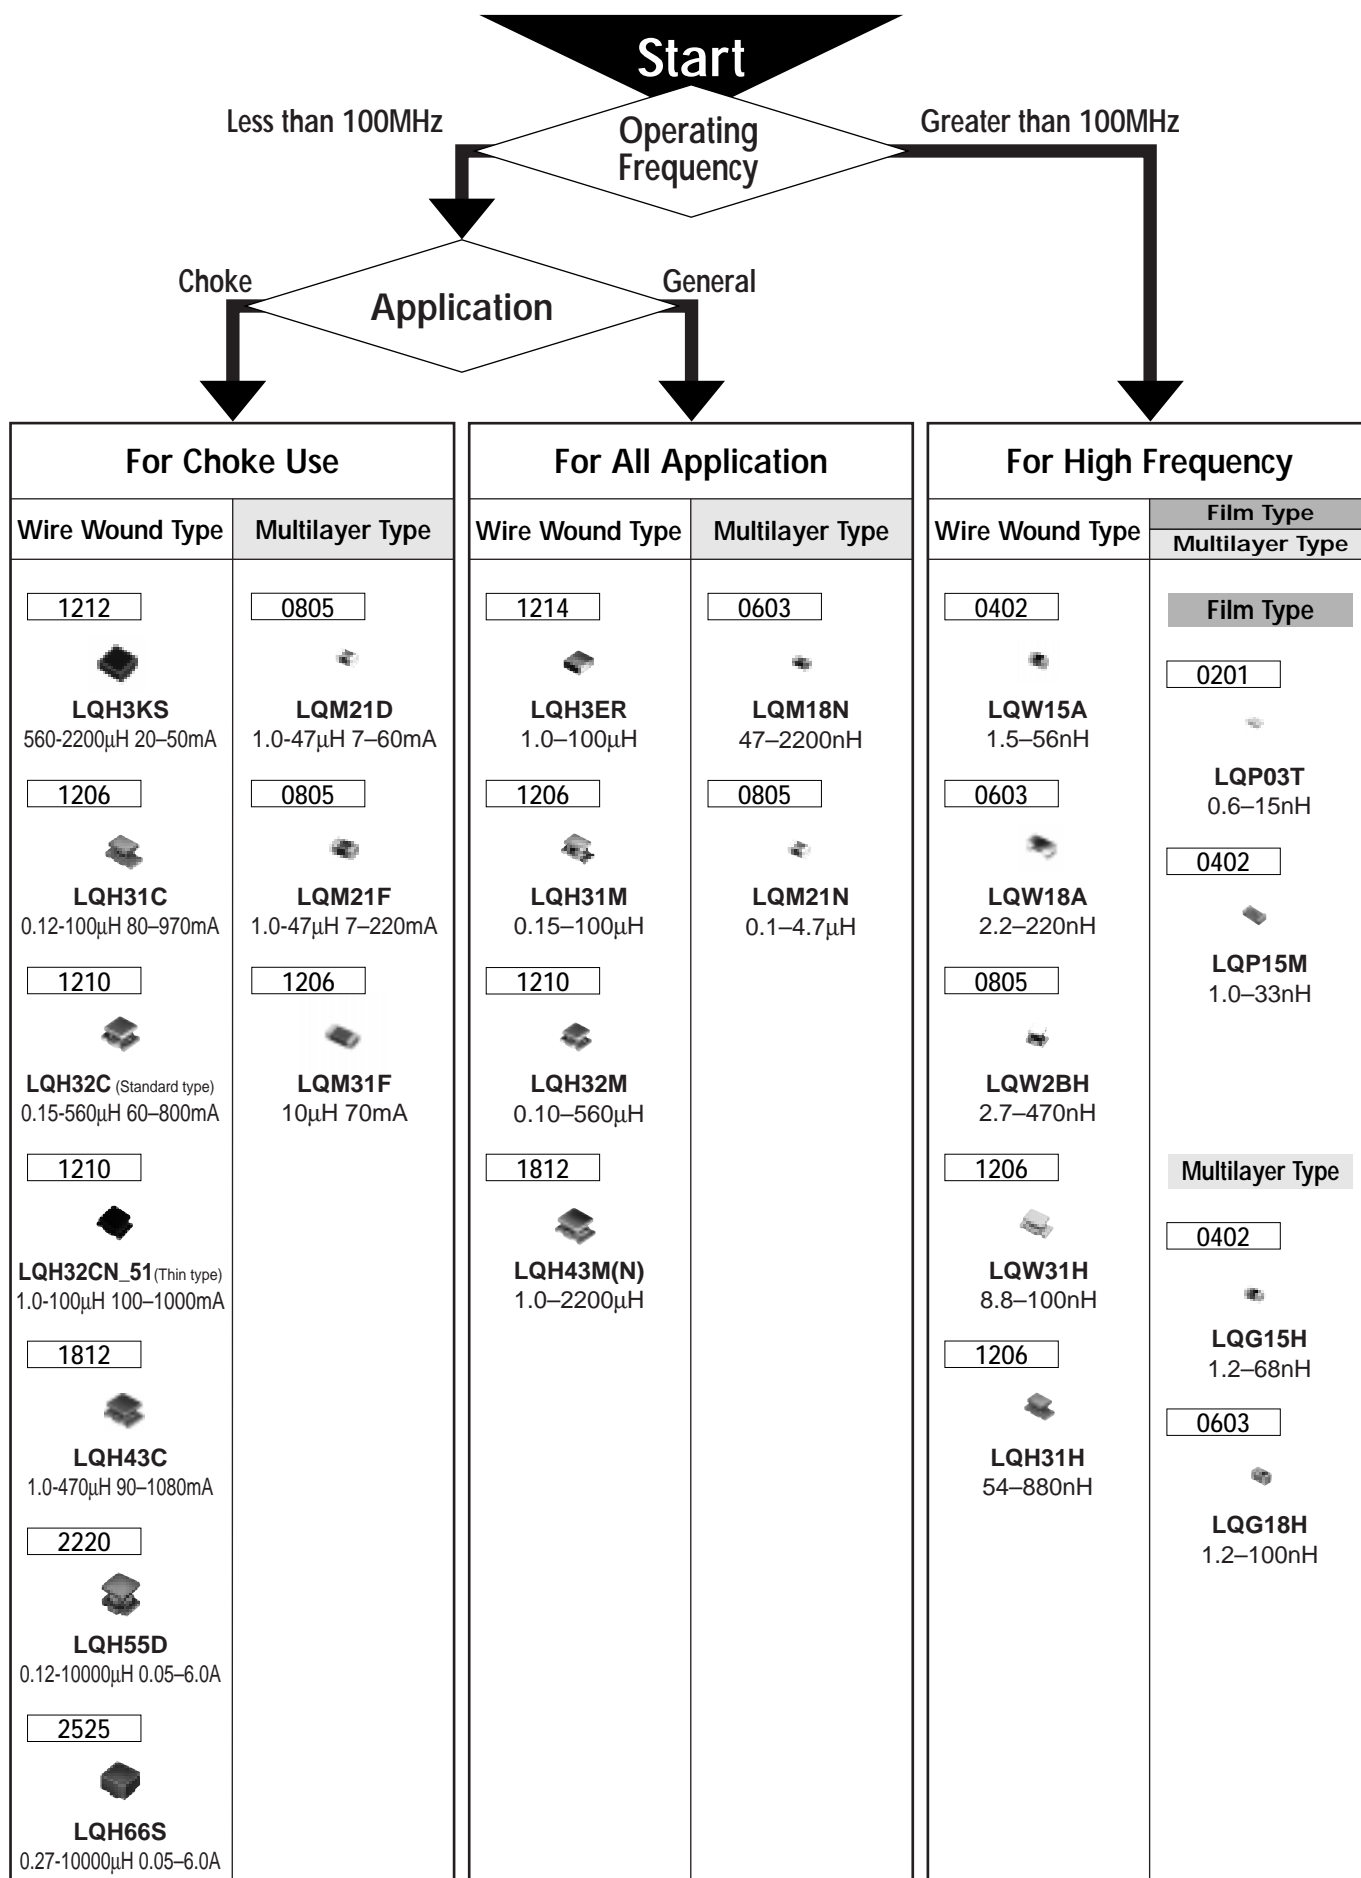 Start
Less than 100MHz
Operating
Frequency
Greater than 100MHz
Choke
Application
General
For Choke Use
Wire Wound Type
Multilayer Type
1212
LQH3KS
560-2200µH 20–50mA
1206
LQH31C
0.12-100µH 80–970mA
1210
LQH32C (Standard type)
0.15-560µH 60–800mA
1210
LQH32CN_51(Thin type)
1.0-100µH 100–1000mA
1812
LQH43C
1.0-470µH 90–1080mA
2220
LQH55D
0.12-10000µH 0.05–6.0A
2525
LQH66S
0.27-10000µH 0.05–6.0A
0805
LQM21D
1.0-47µH 7–60mA
0805
LQM21F
1.0-47µH 7–220mA
1206
LQM31F
10µH 70mA
For All Application
Wire Wound Type
Multilayer Type
1214
LQH3ER
1.0–100µH
1206
LQH31M
0.15–100µH
1210
LQH32M
0.10–560µH
1812
LQH43M(N)
1.0–2200µH
0603
LQM18N
47–2200nH
0805
LQM21N
0.1–4.7µH
For High Frequency
Wire Wound Type
Film Type
Multilayer Type
0402
LQW15A
1.5–56nH
0603
LQW18A
2.2–220nH
0805
LQW2BH
2.7–470nH
1206
LQW31H
8.8–100nH
1206
LQH31H
54–880nH
Film Type
0201
LQP03T
0.6–15nH
0402
LQP15M
1.0–33nH
Multilayer Type
0402
LQG15H
1.2–68nH
0603
LQG18H
1.2–100nH